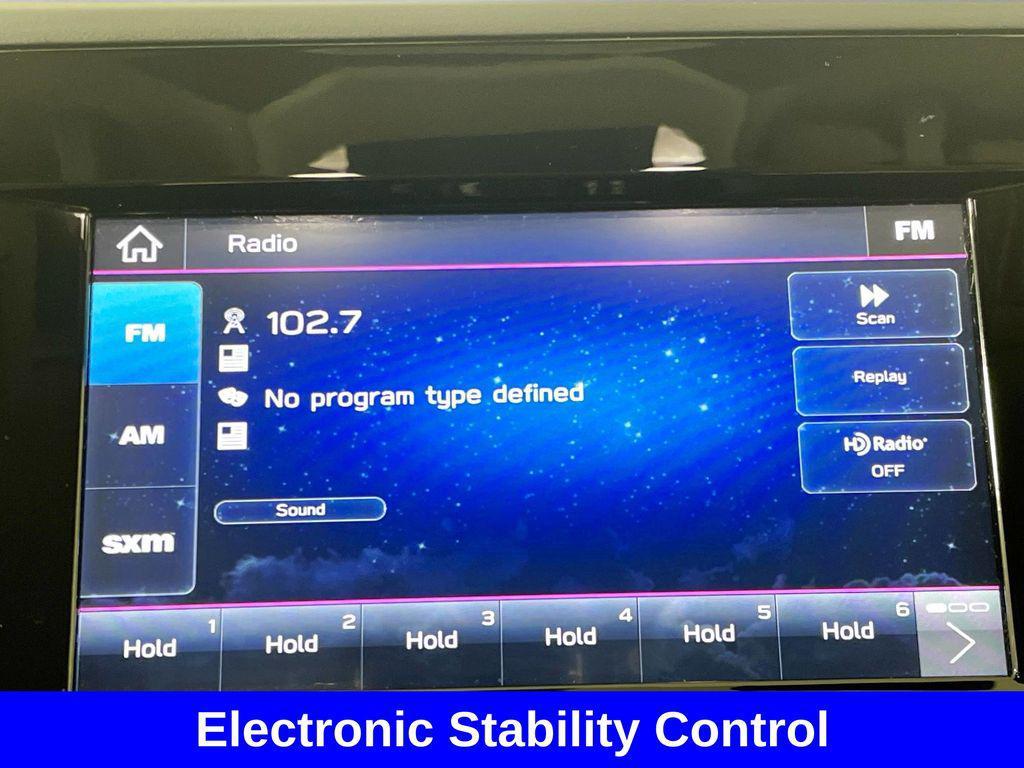 Radio
FM
FM
AM
sxm
102.7
No program type defined
Sound
Scan
Replay
HD Radio
OFF
1 2 3 4 5 6
Hold Hold Hold Hold Hold Hold
Electronic Stability Control